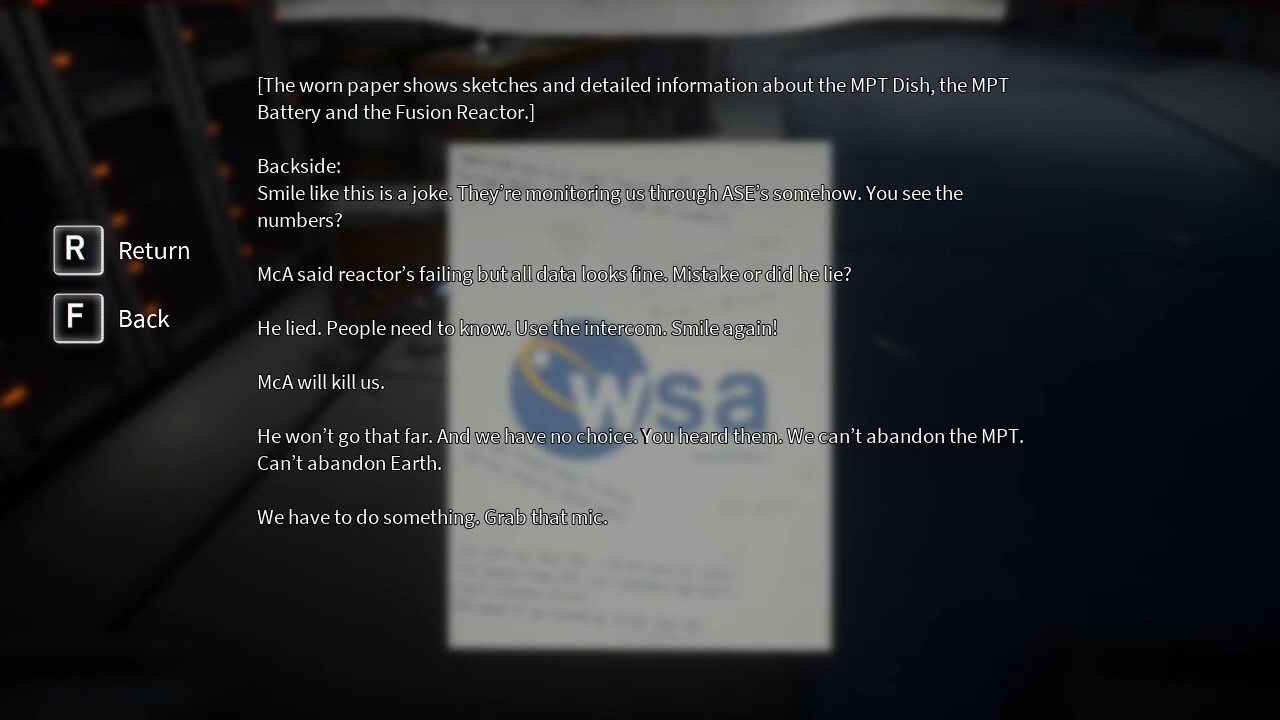 [The worn paper shows sketches and detailed information about the MPT Dish, the MPT
Battery and the Fusion Reactor.]
Backside:
Smile like this is a joke. They’re monitoring us through ASE’s somehow. You see the
numbers?
McA said reactor’s failing but all data looks fine. Mistake or did he lie?
He lied. People need to know. Use the intercom. Smile again!
McA will kill us.
He won’t go that far. And we have no choice. You heard them. We can’t abandon the MPT.
Can’t abandon Earth.
We have to do something. Grab that mic.
R Return
F Back
wsa